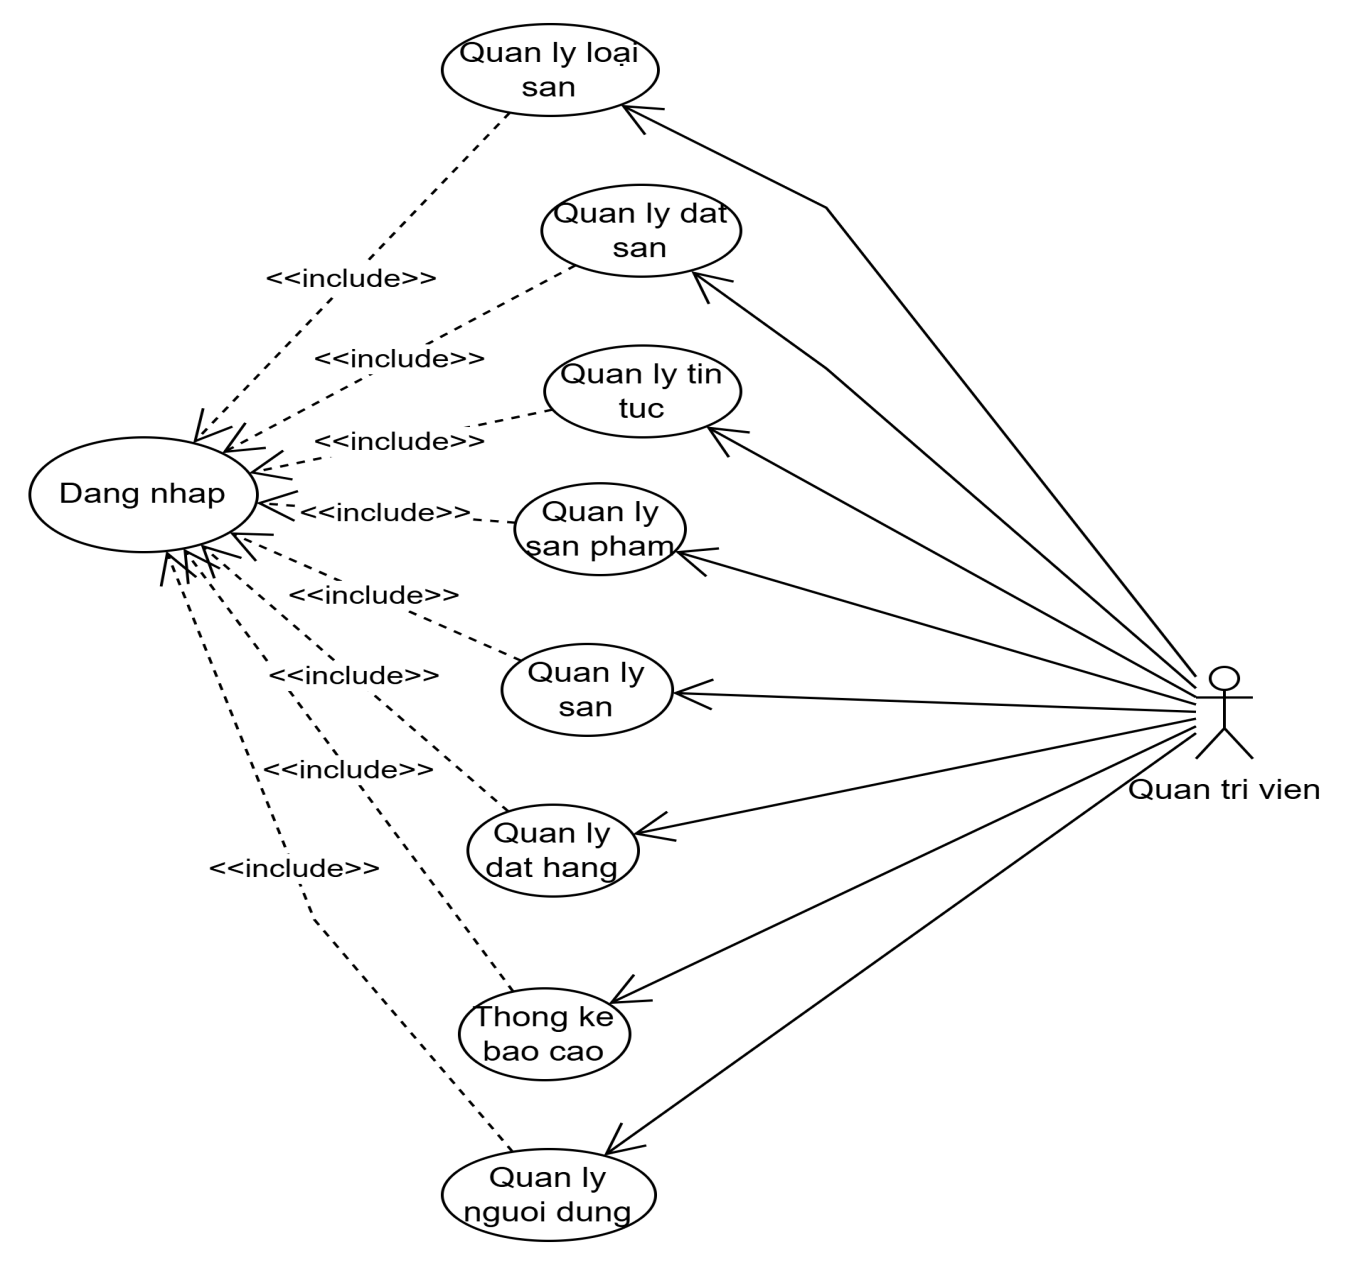 Quan ly loại
san
Quan ly dat
san
<<include>>
<<include>>
Quan ly tin
tuc
<<include>>
Dang nhap
<<include>>
Quan ly
san pham
<<include>>
<<include>>
Quan ly
san
<<include>>
Quan tri vien
<<include>>
Quan ly
dat hang
Thong ke
bao cao
Quan ly
nguoi dung